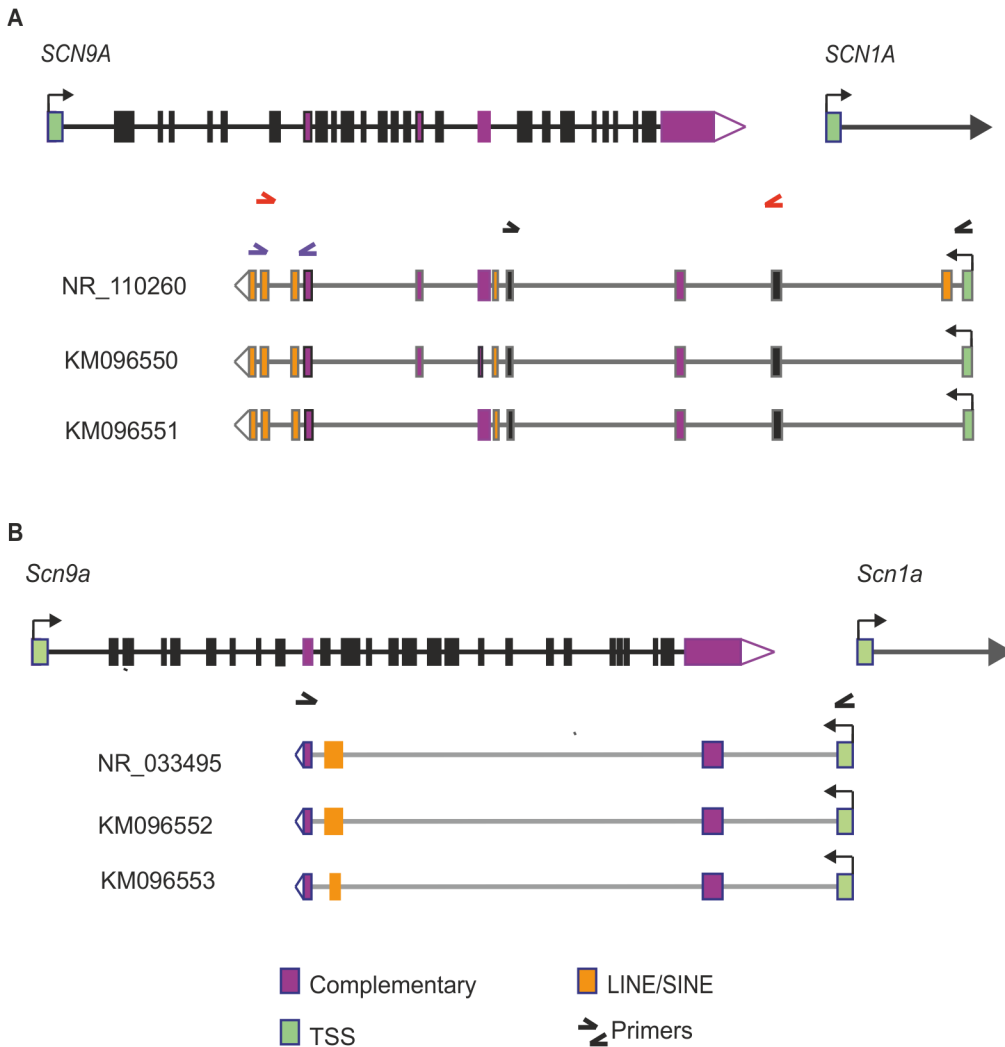 A
SCN9A
SCN1A
NR_110260
KM096550
KM096551
B
Scn9a
Scn1a
NR_033495
KM096552
KM096553
Complementary
LINE/SINE
TSS
Primers